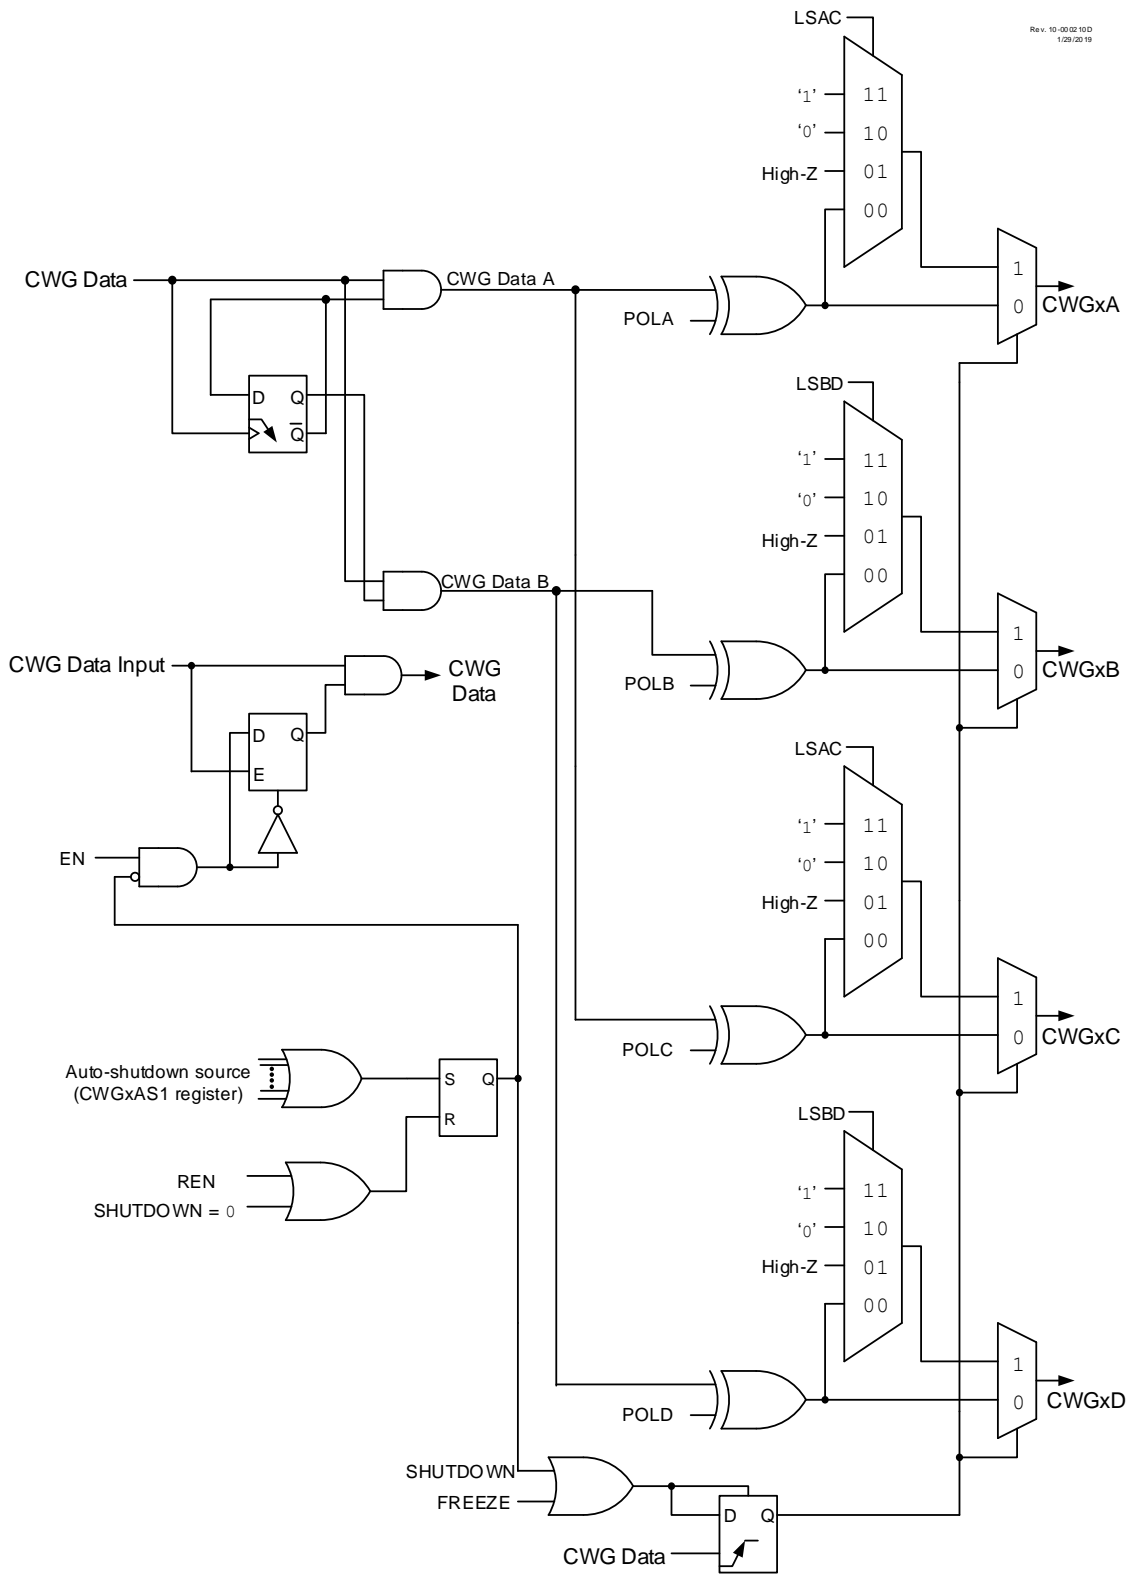 LSAC
Rev. 10-000210D
1/29/2019
‘1’ 11
‘0’ 10
High-Z 01
00
CWG Data
CWG Data A
POLA
1
0
CWGxA
D Q
Q
LSBD
‘1’ 11
‘0’ 10
High-Z 01
00
CWG Data B
POLB
1
0
CWGxB
CWG Data Input
CWG
Data
D Q
E
EN
LSAC
‘1’ 11
‘0’ 10
High-Z 01
00
POLC
1
0
CWGxC
Auto-shutdown source
(CWGxAS1 register)
S Q
R
REN
SHUTDOWN = 0
LSBD
‘1’ 11
‘0’ 10
High-Z 01
00
POLD
1
0
CWGxD
SHUTDOWN
FREEZE
D Q
CWG Data